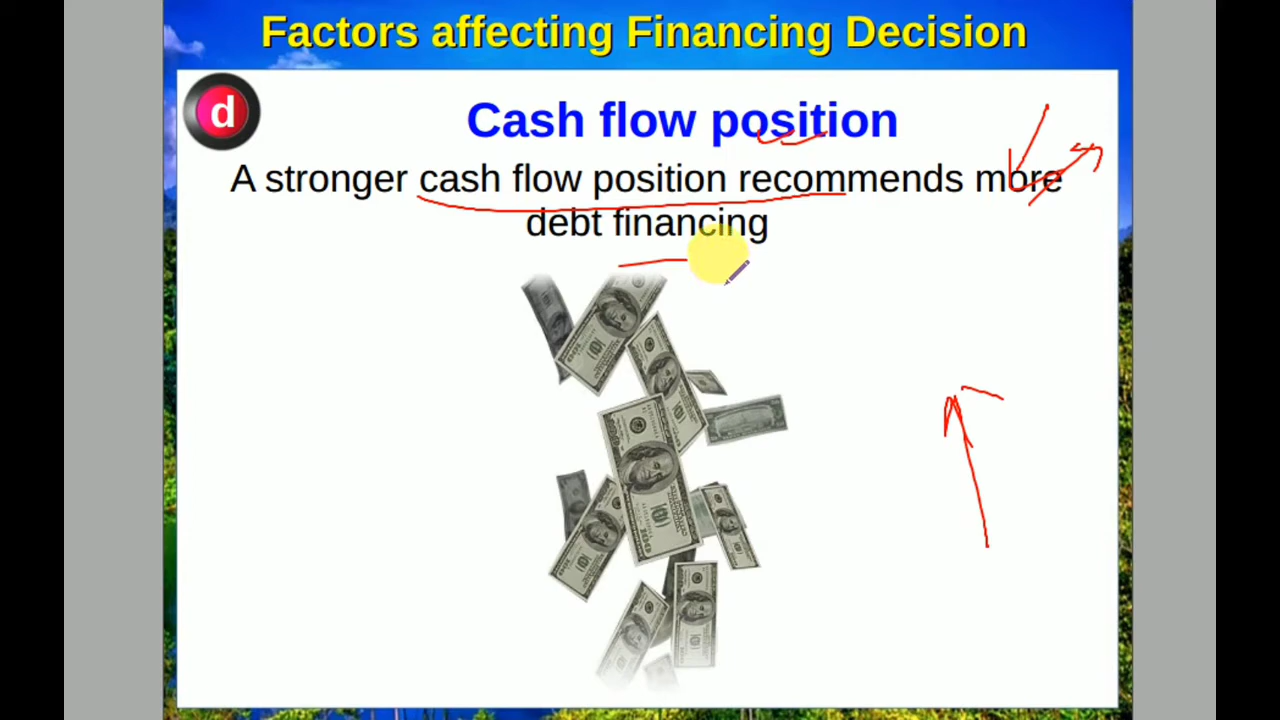 Factors affecting Financing Decision
d
Cash flow position
A stronger cash flow position recommends more
debt financing